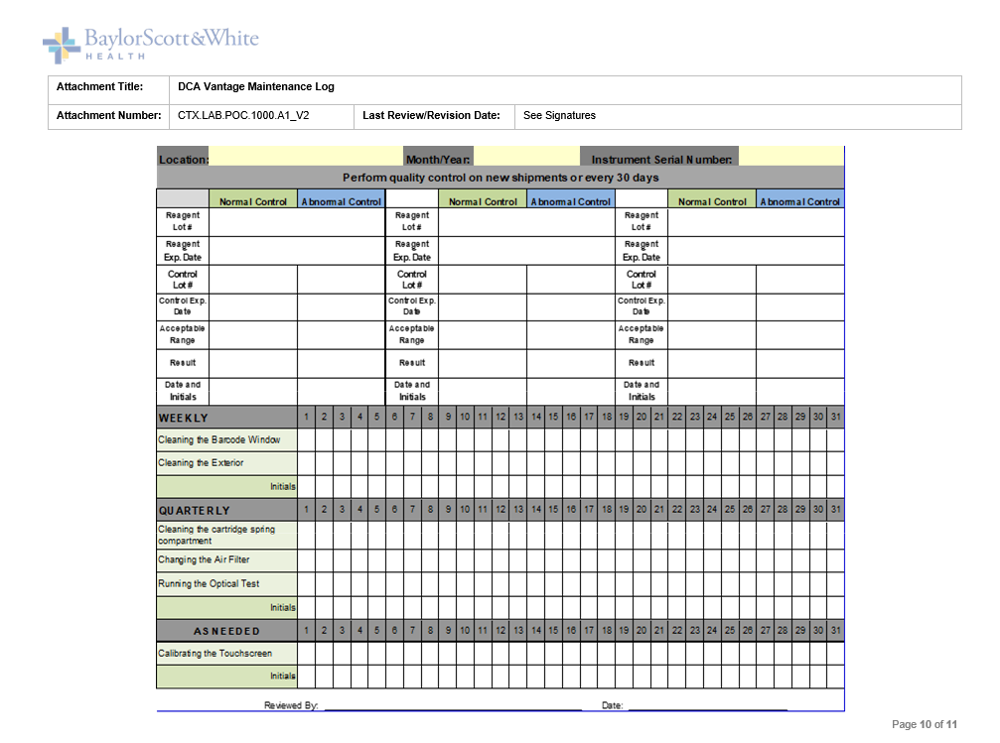 BaylorScott&White
HEALTH
Attachment Title: DCA Vantage Maintenance Log
Attachment Number: CTX.LAB.POC.1000.A1_V2 Last Review/Revision Date: See Signatures
Location: Month/Year: Instrument Serial Number:
Perform quality control on new shipments or every 30 days
Normal Control Abnormal Control Normal Control Abnormal Control Normal Control Abnormal Control
Reagent Lot # Reagent Lot # Reagent Lot #
Reagent Exp. Date Reagent Exp. Date Reagent Exp. Date
Control Lot # Control Lot # Control Lot #
Control Exp. Date Control Exp. Date Control Exp. Date
Acceptable Range Acceptable Range Acceptable Range
Result Result Result
Date and Initials Date and Initials Date and Initials
WEEKLY 1 2 3 4 5 6 7 8 9 10 11 12 13 14 15 16 17 18 19 20 21 22 23 24 25 26 27 28 29 30 31
Cleaning the Barcode Window
Cleaning the Exterior
Initials
QUARTERLY 1 2 3 4 5 6 7 8 9 10 11 12 13 14 15 16 17 18 19 20 21 22 23 24 25 26 27 28 29 30 31
Cleaning the cartridge spring
compartment
Changing the Air Filter
Running the Optical Test
Initials
AS NEEDED 1 2 3 4 5 6 7 8 9 10 11 12 13 14 15 16 17 18 19 20 21 22 23 24 25 26 27 28 29 30 31
Calibrating the Touchscreen
Initials
Reviewed By: Date:
Page 10 of 11